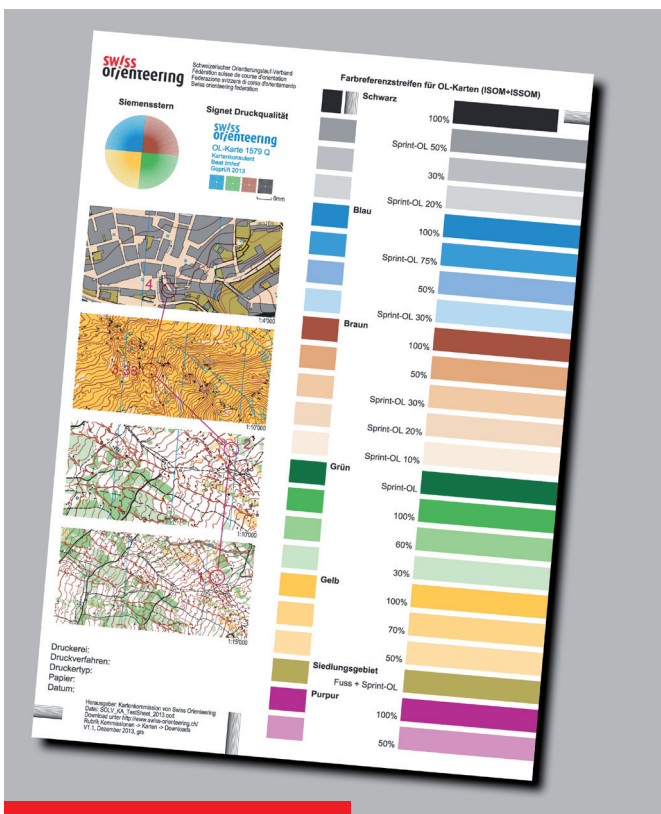 swiss
orienteering
Schweizerischer Orientierungslauf-Verband
Fédération suisse de course d'orientation
Federazione svizzera di corsa d'orientamento
Swiss orienteering federation
Siemensstern
Signet Druckqualität
swiss
orienteering
OL-Karte 1579 Q
Kartenkonsulent
Beat Imhof
Geprüft 2013
6mm
4
1:4'000
3-33
1:10'000
1:10'000
1:15'000
Druckerei:
Druckverfahren:
Druckertyp:
Papier:
Datum:
Herausgeber: Kartenkommission von Swiss Orienteering
Datei: SOLV_KA_TestSheet_2013.ocd
Download unter http://www.swiss-orienteering.ch/
Rubrik Kommissionen -> Karten -> Downloads
V1.1, Dezember 2013, grs
Farbreferenzstreifen für OL-Karten (ISOM+ISSOM)
Schwarz
100%
Sprint-OL 50%
30%
Sprint-OL 20%
Blau
100%
Sprint-OL 75%
50%
Sprint-OL 30%
Braun
100%
50%
Sprint-OL 30%
Sprint-OL 20%
Sprint-OL 10%
Grün
Sprint-OL
100%
60%
30%
Gelb
100%
70%
50%
Siedlungsgebiet
Fuss + Sprint-OL
Purpur
100%
50%